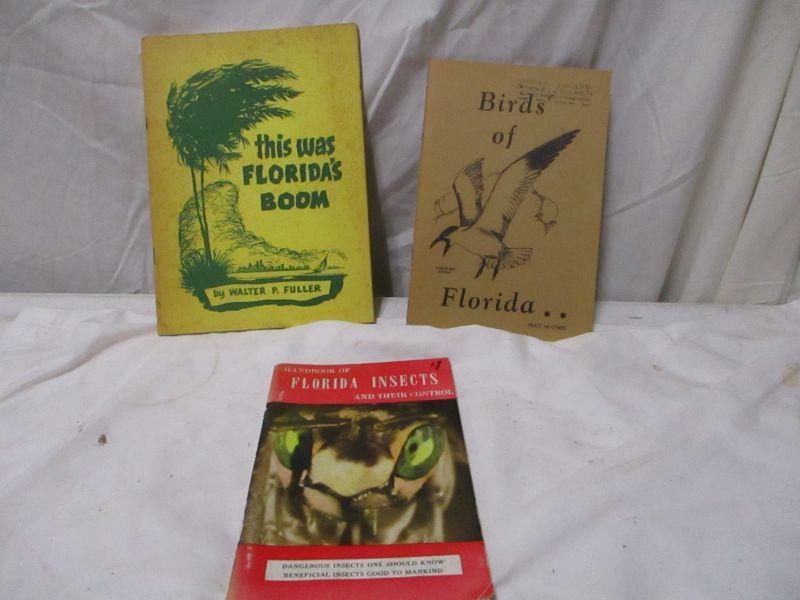 this was
FLORIDA'S
BOOM
by WALTER P. FULLER
Birds
of
Florida..
HANDBOOK OF
FLORIDA INSECTS
AND THEIR CONTROL
#1
DANGEROUS INSECTS ONE SHOULD KNOW
BENEFICIAL INSECTS GOOD TO MANKIND